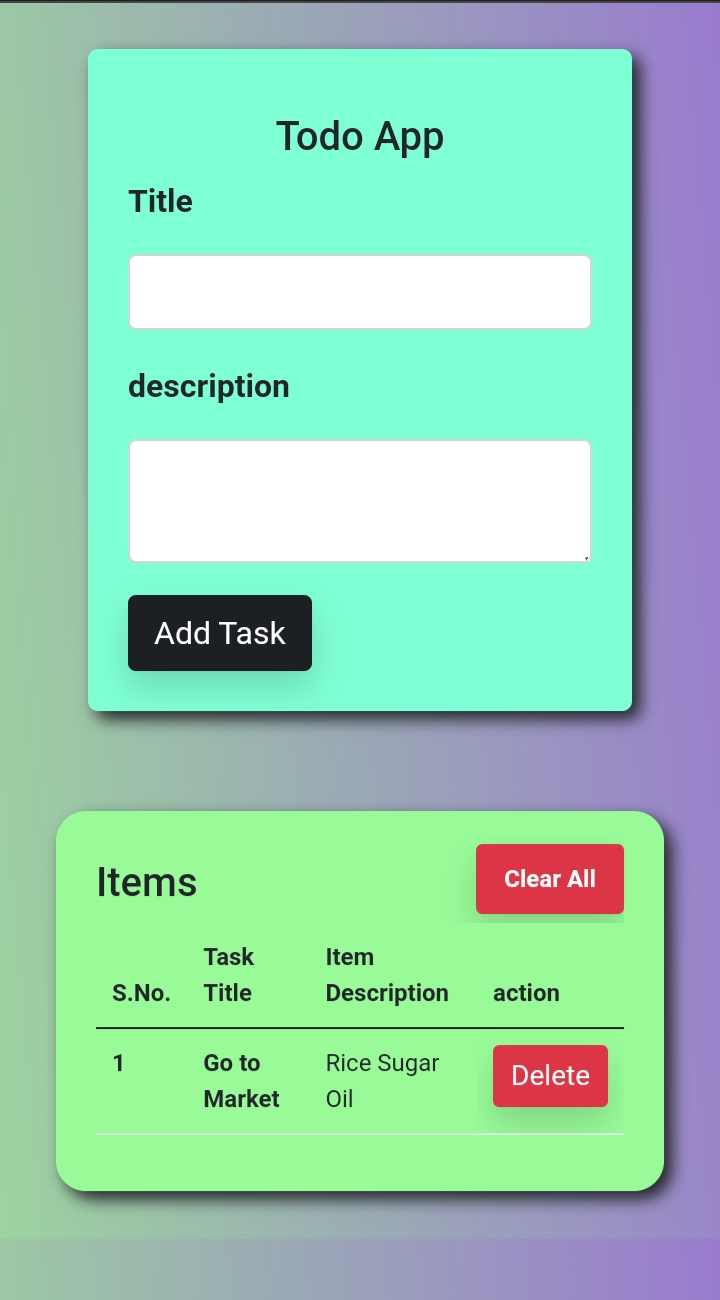 Todo App
Title
description
Add Task
Items
Clear All
S.No. Task Title Item Description action
1 Go to Market Rice Sugar Oil Delete